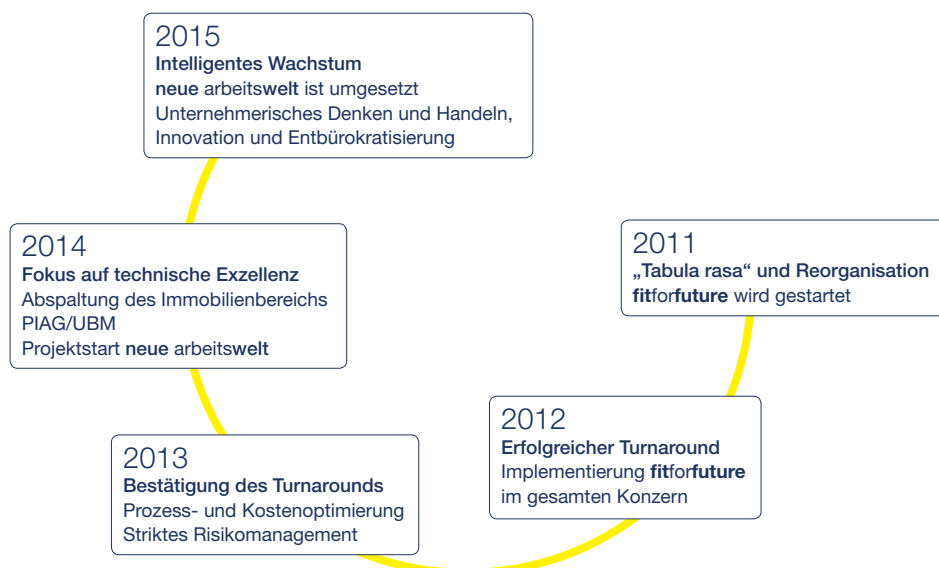 2015
Intelligentes Wachstum
neue arbeitswelt ist umgesetzt
Unternehmerisches Denken und Handeln,
Innovation und Entbürokratisierung
2014
Fokus auf technische Exzellenz
Abspaltung des Immobilienbereichs
PIAG/UBM
Projektstart neue arbeitswelt
2011
„Tabula rasa“ und Reorganisation
fitforfuture wird gestartet
2013
Bestätigung des Turnarounds
Prozess- und Kostenoptimierung
Striktes Risikomanagement
2012
Erfolgreicher Turnaround
Implementierung fitforfuture
im gesamten Konzern